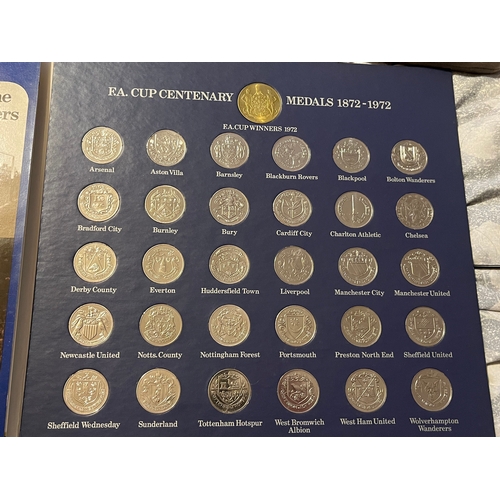 ne
ers
F.A. CUP CENTENARY MEDALS 1872-1972
F.A. CUP WINNERS 1972
Arsenal Aston Villa Barnsley Blackburn Rovers Blackpool Bolton Wanderers
Bradford City Burnley Bury Cardiff City Charlton Athletic Chelsea
Derby County Everton Huddersfield Town Liverpool Manchester City Manchester United
Newcastle United Notts. County Nottingham Forest Portsmouth Preston North End Sheffield United
Sheffield Wednesday Sunderland Tottenham Hotspur West Bromwich Albion West Ham United Wolverhampton Wanderers